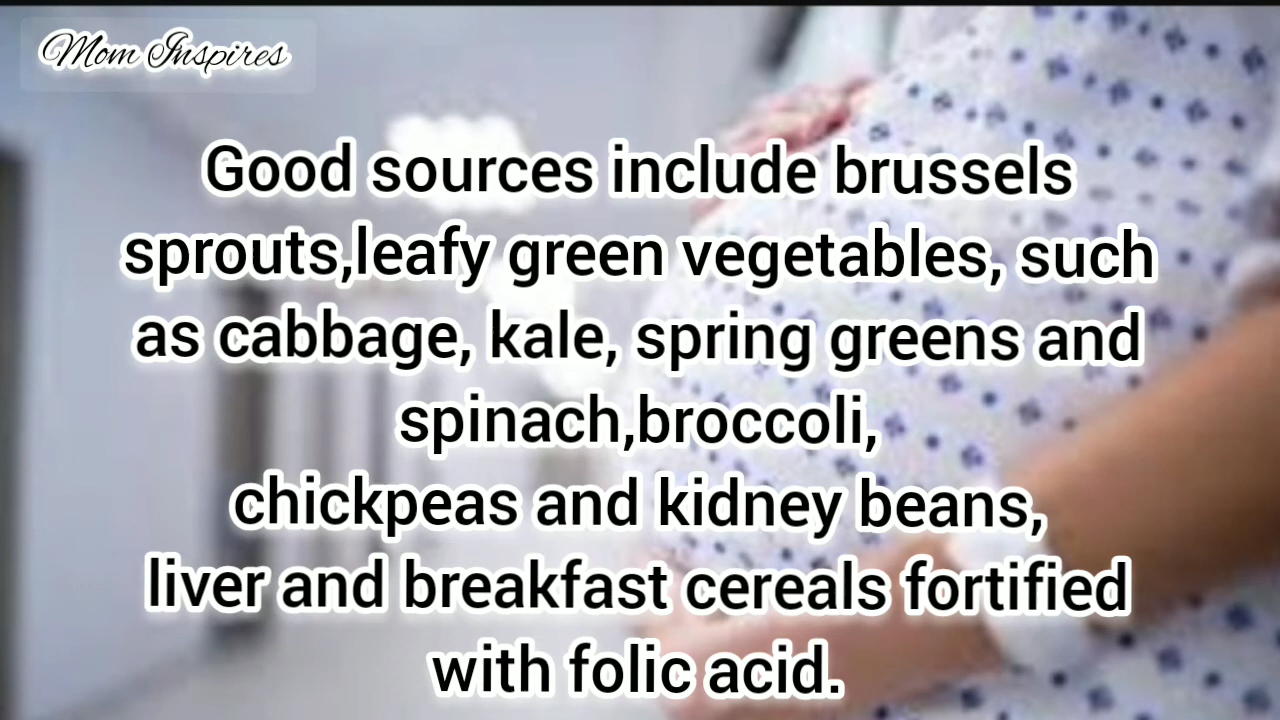 Mom Inspires
Good sources include brussels
sprouts,leafy green vegetables, such
as cabbage, kale, spring greens and
spinach,broccoli,
chickpeas and kidney beans,
liver and breakfast cereals fortified
with folic acid.